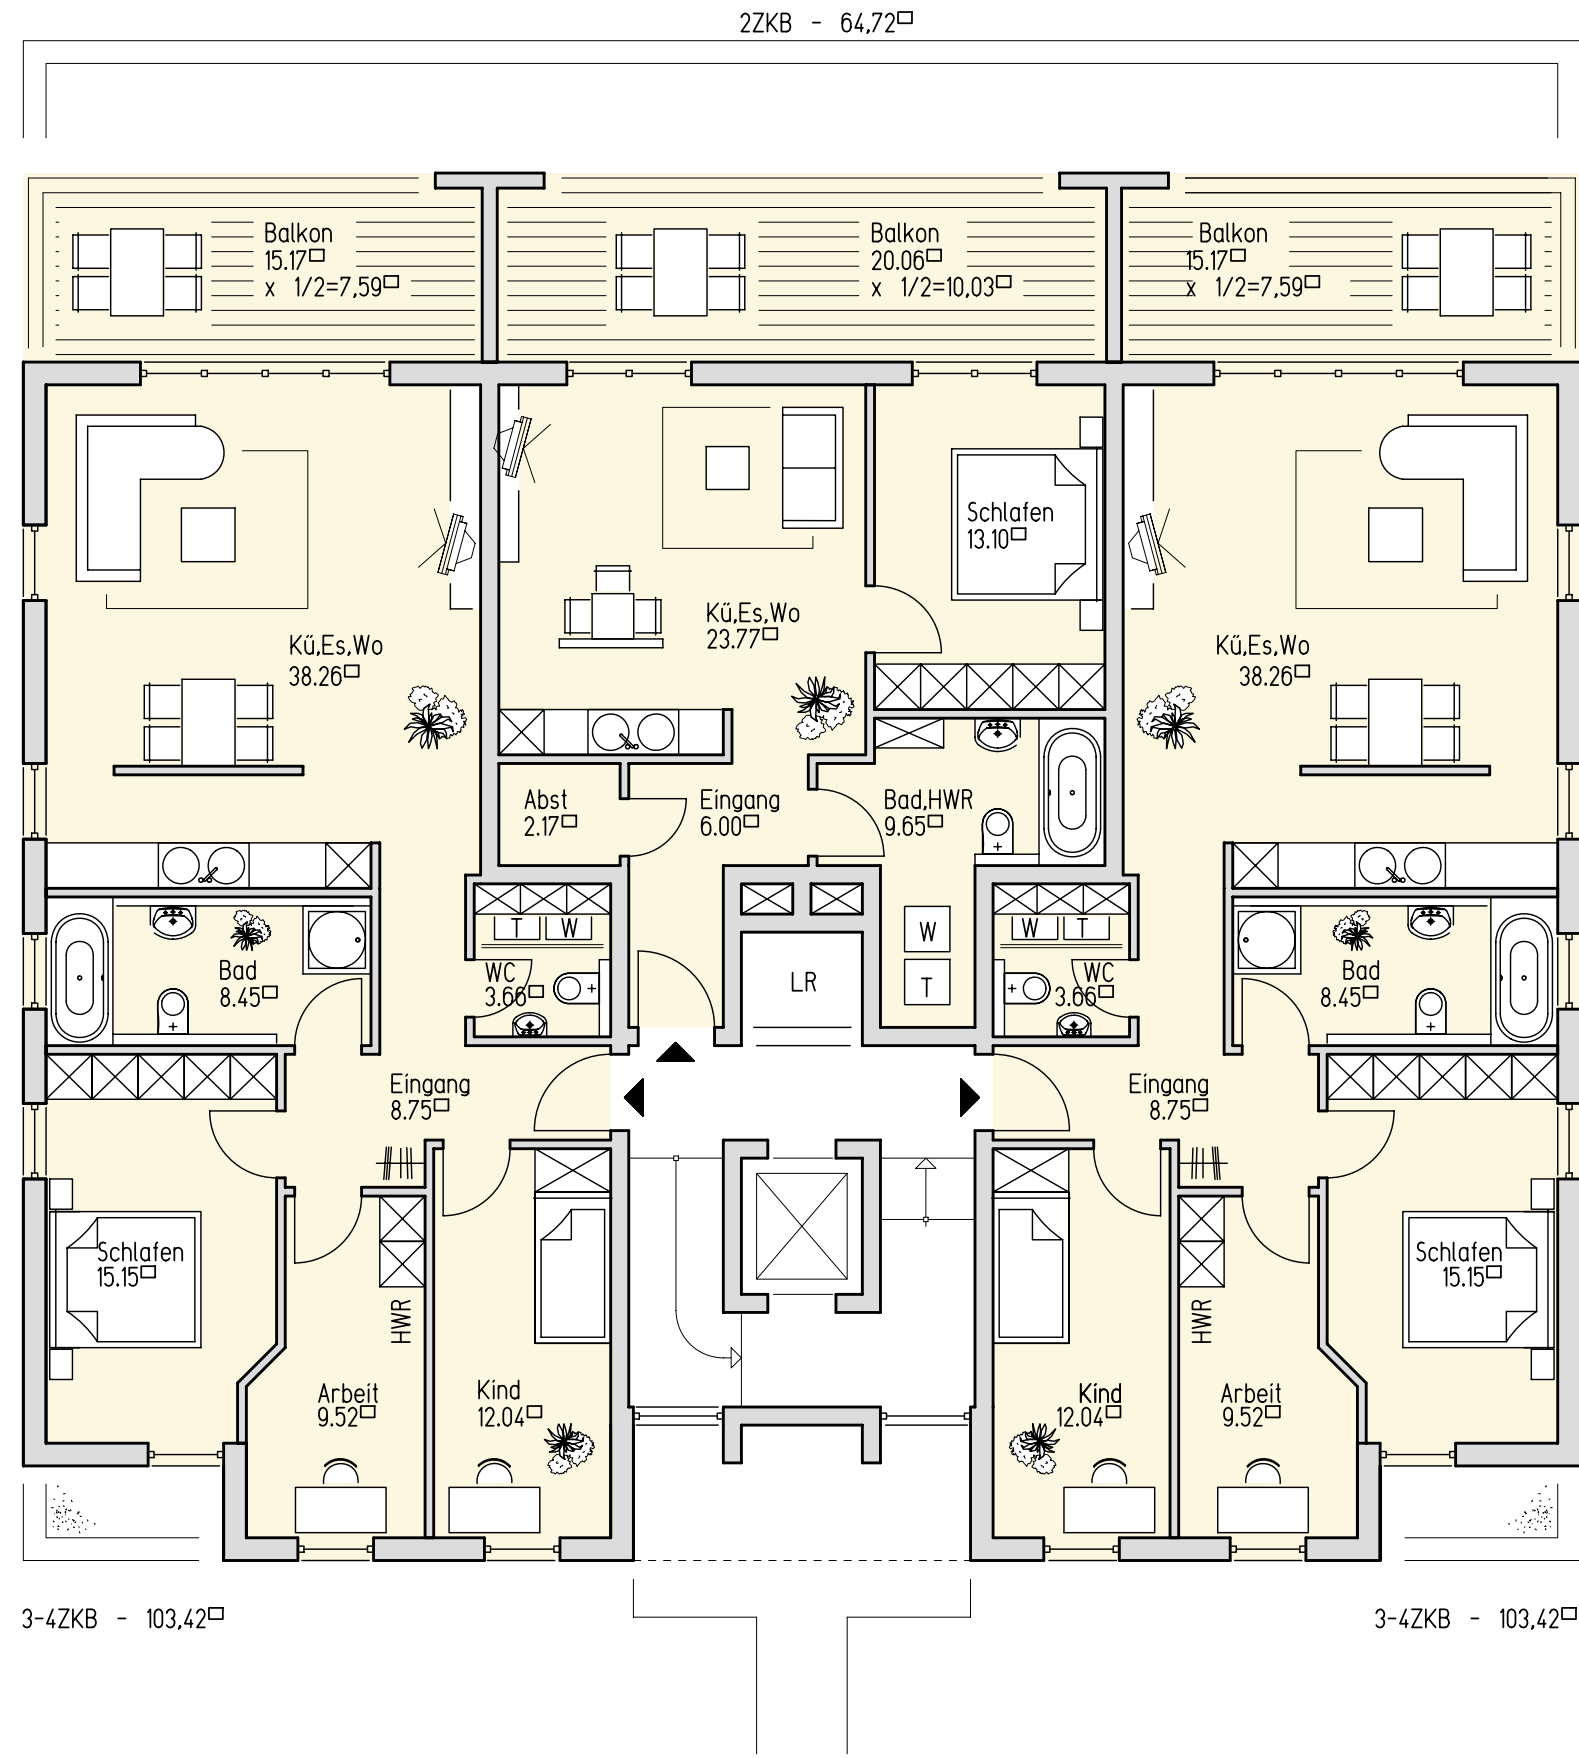 2ZKB - 64,72□
Balkon
15.17□
x 1/2=7,59□
Balkon
20.06□
x 1/2=10,03□
Balkon
15.17□
x 1/2=7,59□
Schlafen
13.10□
Kü,Es,Wo
23.77□
Kü,Es,Wo
38.26□
Kü,Es,Wo
38.26□
Abst
2.17□
Eingang
6.00□
Bad,HWR
9.65□
T W
W
T
W T
LR
Bad
8.45□
WC
3.66□
WC
3.66□
Bad
8.45□
Eingang
8.75□
Eingang
8.75□
Schlafen
15.15□
Schlafen
15.15□
HWR
HWR
Arbeit
9.52□
Kind
12.04□
Kind
12.04□
Arbeit
9.52□
3-4ZKB - 103,42□
3-4ZKB - 103,42□